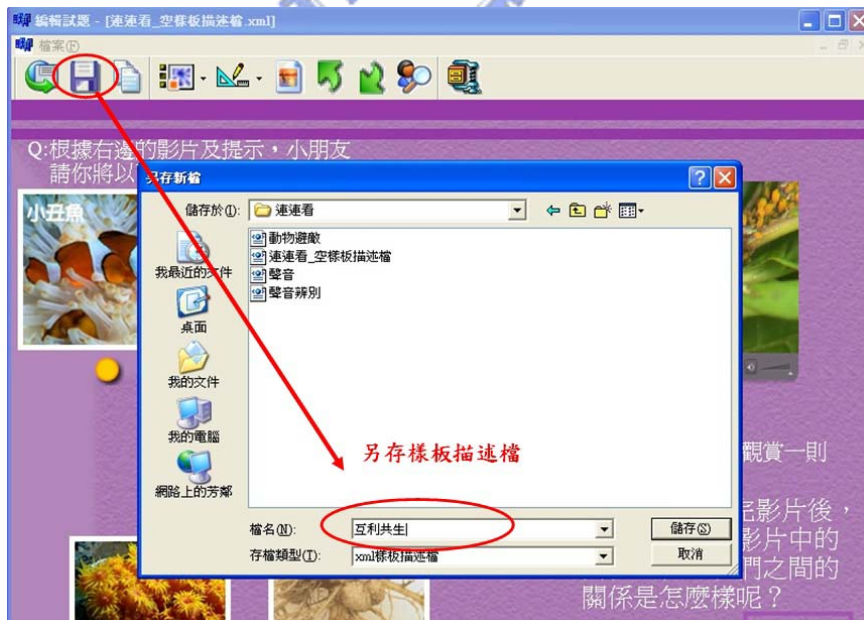 編輯試題 - [連連看_空樣板描述檔.xml]
檔案(F)
Q:根據右邊的影片及提示，小朋友
請你將以
小丑魚
另存新檔
儲存於(I):
連連看
我最近的文件
桌面
我的文件
我的電腦
網路上的芳鄰
動物避敵
連連看_空樣板描述檔
聲音
聲音辨別
另存樣板描述檔
檔名(N):
互利共生
儲存(S)
存檔類型(T):
xml樣板描述檔
取消
觀賞一則
完影片後，
影片中的
們之間的
關係是怎麼樣呢？